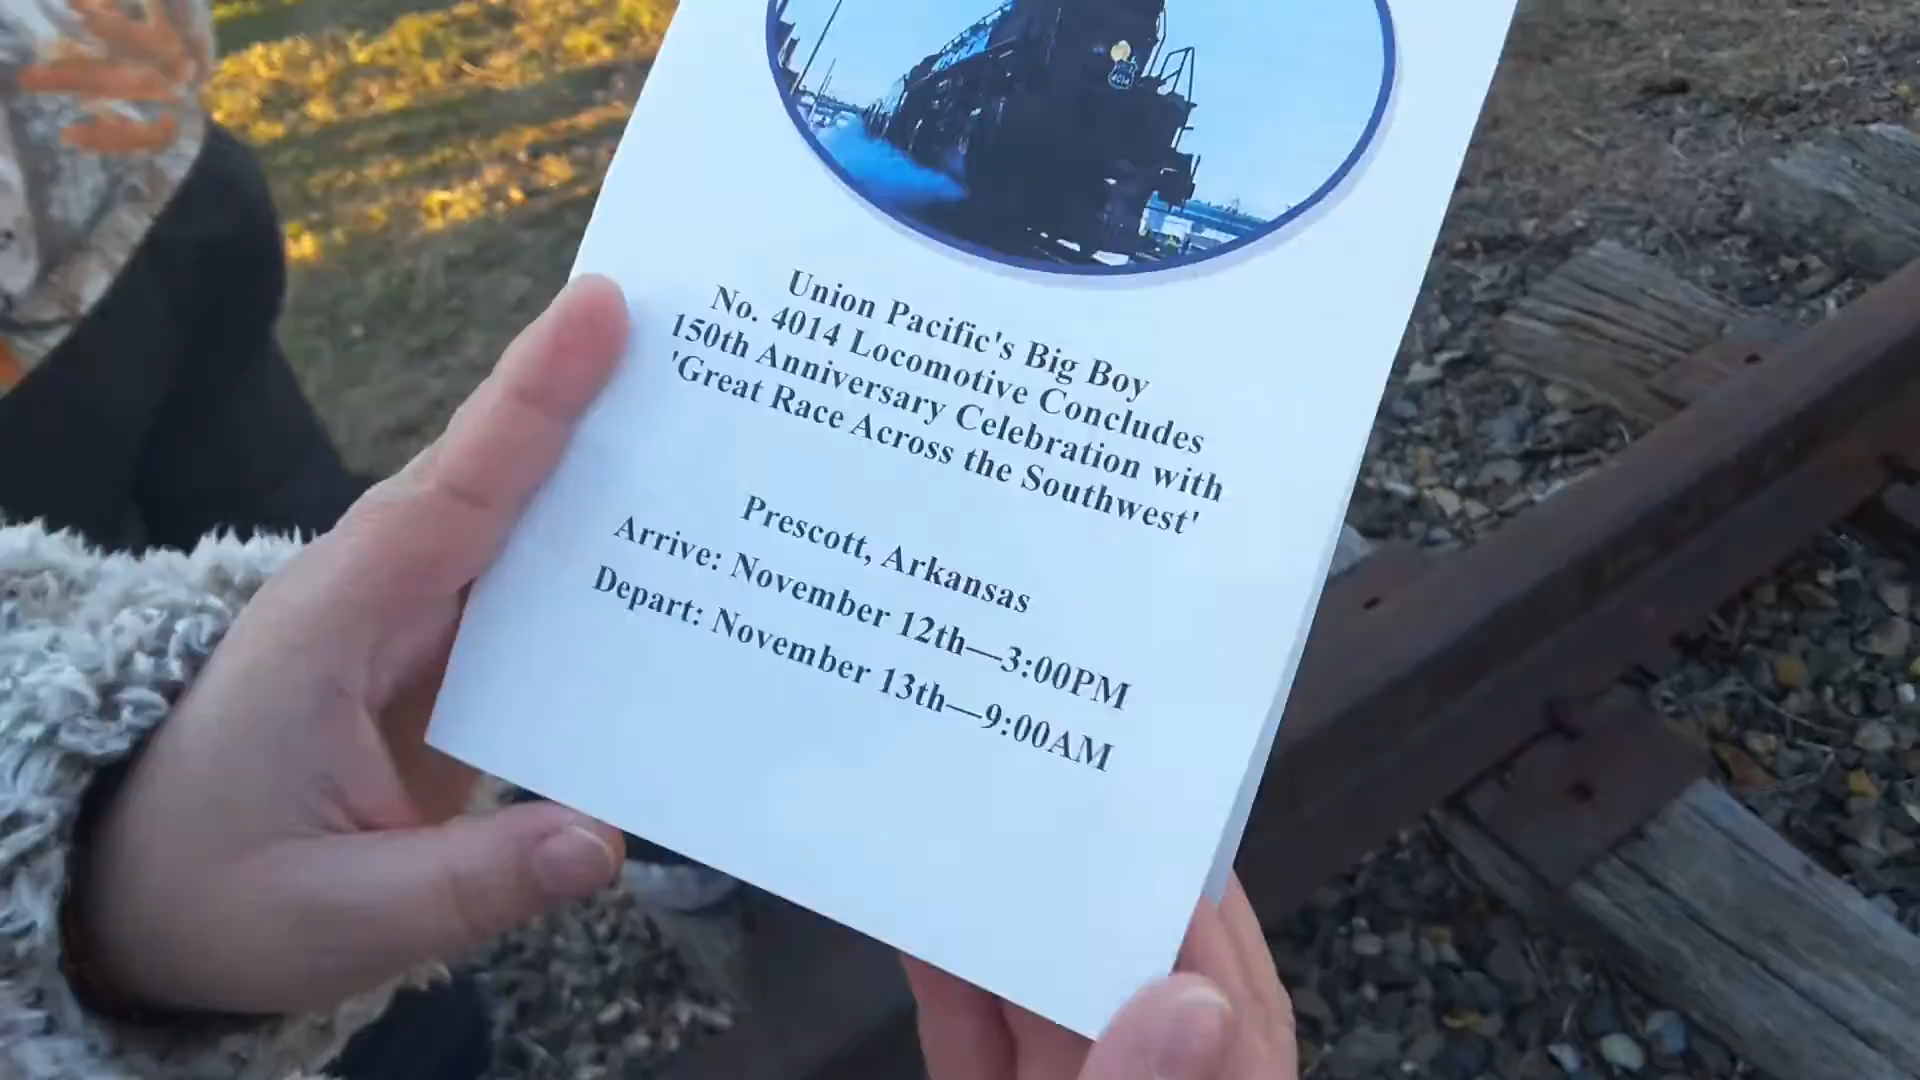 4014
Union Pacific's Big Boy
No. 4014 Locomotive Concludes
150th Anniversary Celebration with
'Great Race Across the Southwest'
Prescott, Arkansas
Arrive: November 12th—3:00PM
Depart: November 13th—9:00AM